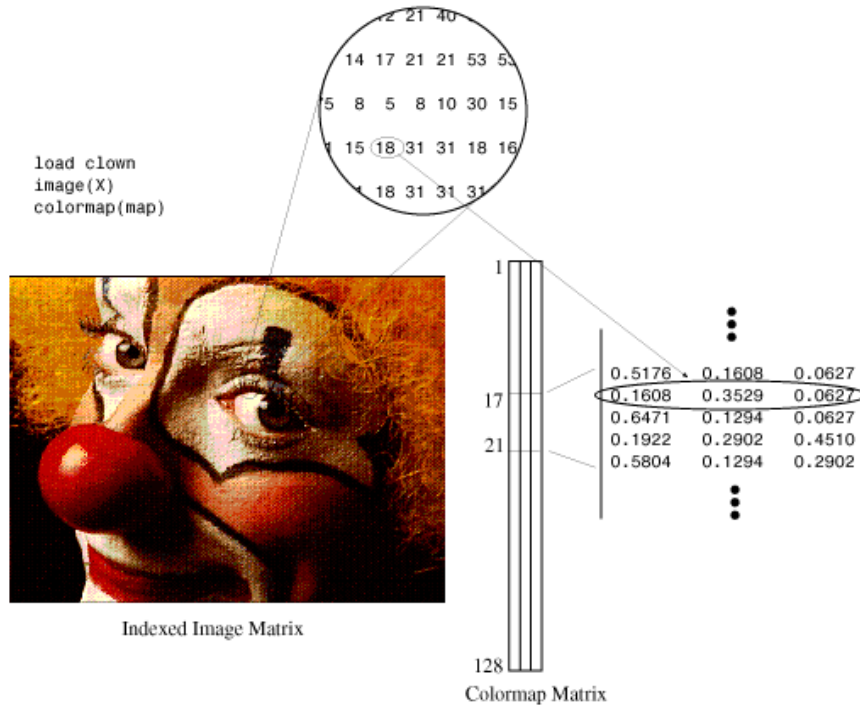 21 40
14 17 21 21 53
8 5 8 10 30 15
15 18 31 31 18 16
18 31 31 31
load clown
image(X)
colormap(map)
1
17
21
128
0.5176 0.1608 0.0627
0.1608 0.3529 0.0627
0.6471 0.1294 0.0627
0.1922 0.2902 0.4510
0.5804 0.1294 0.2902
Indexed Image Matrix
Colormap Matrix